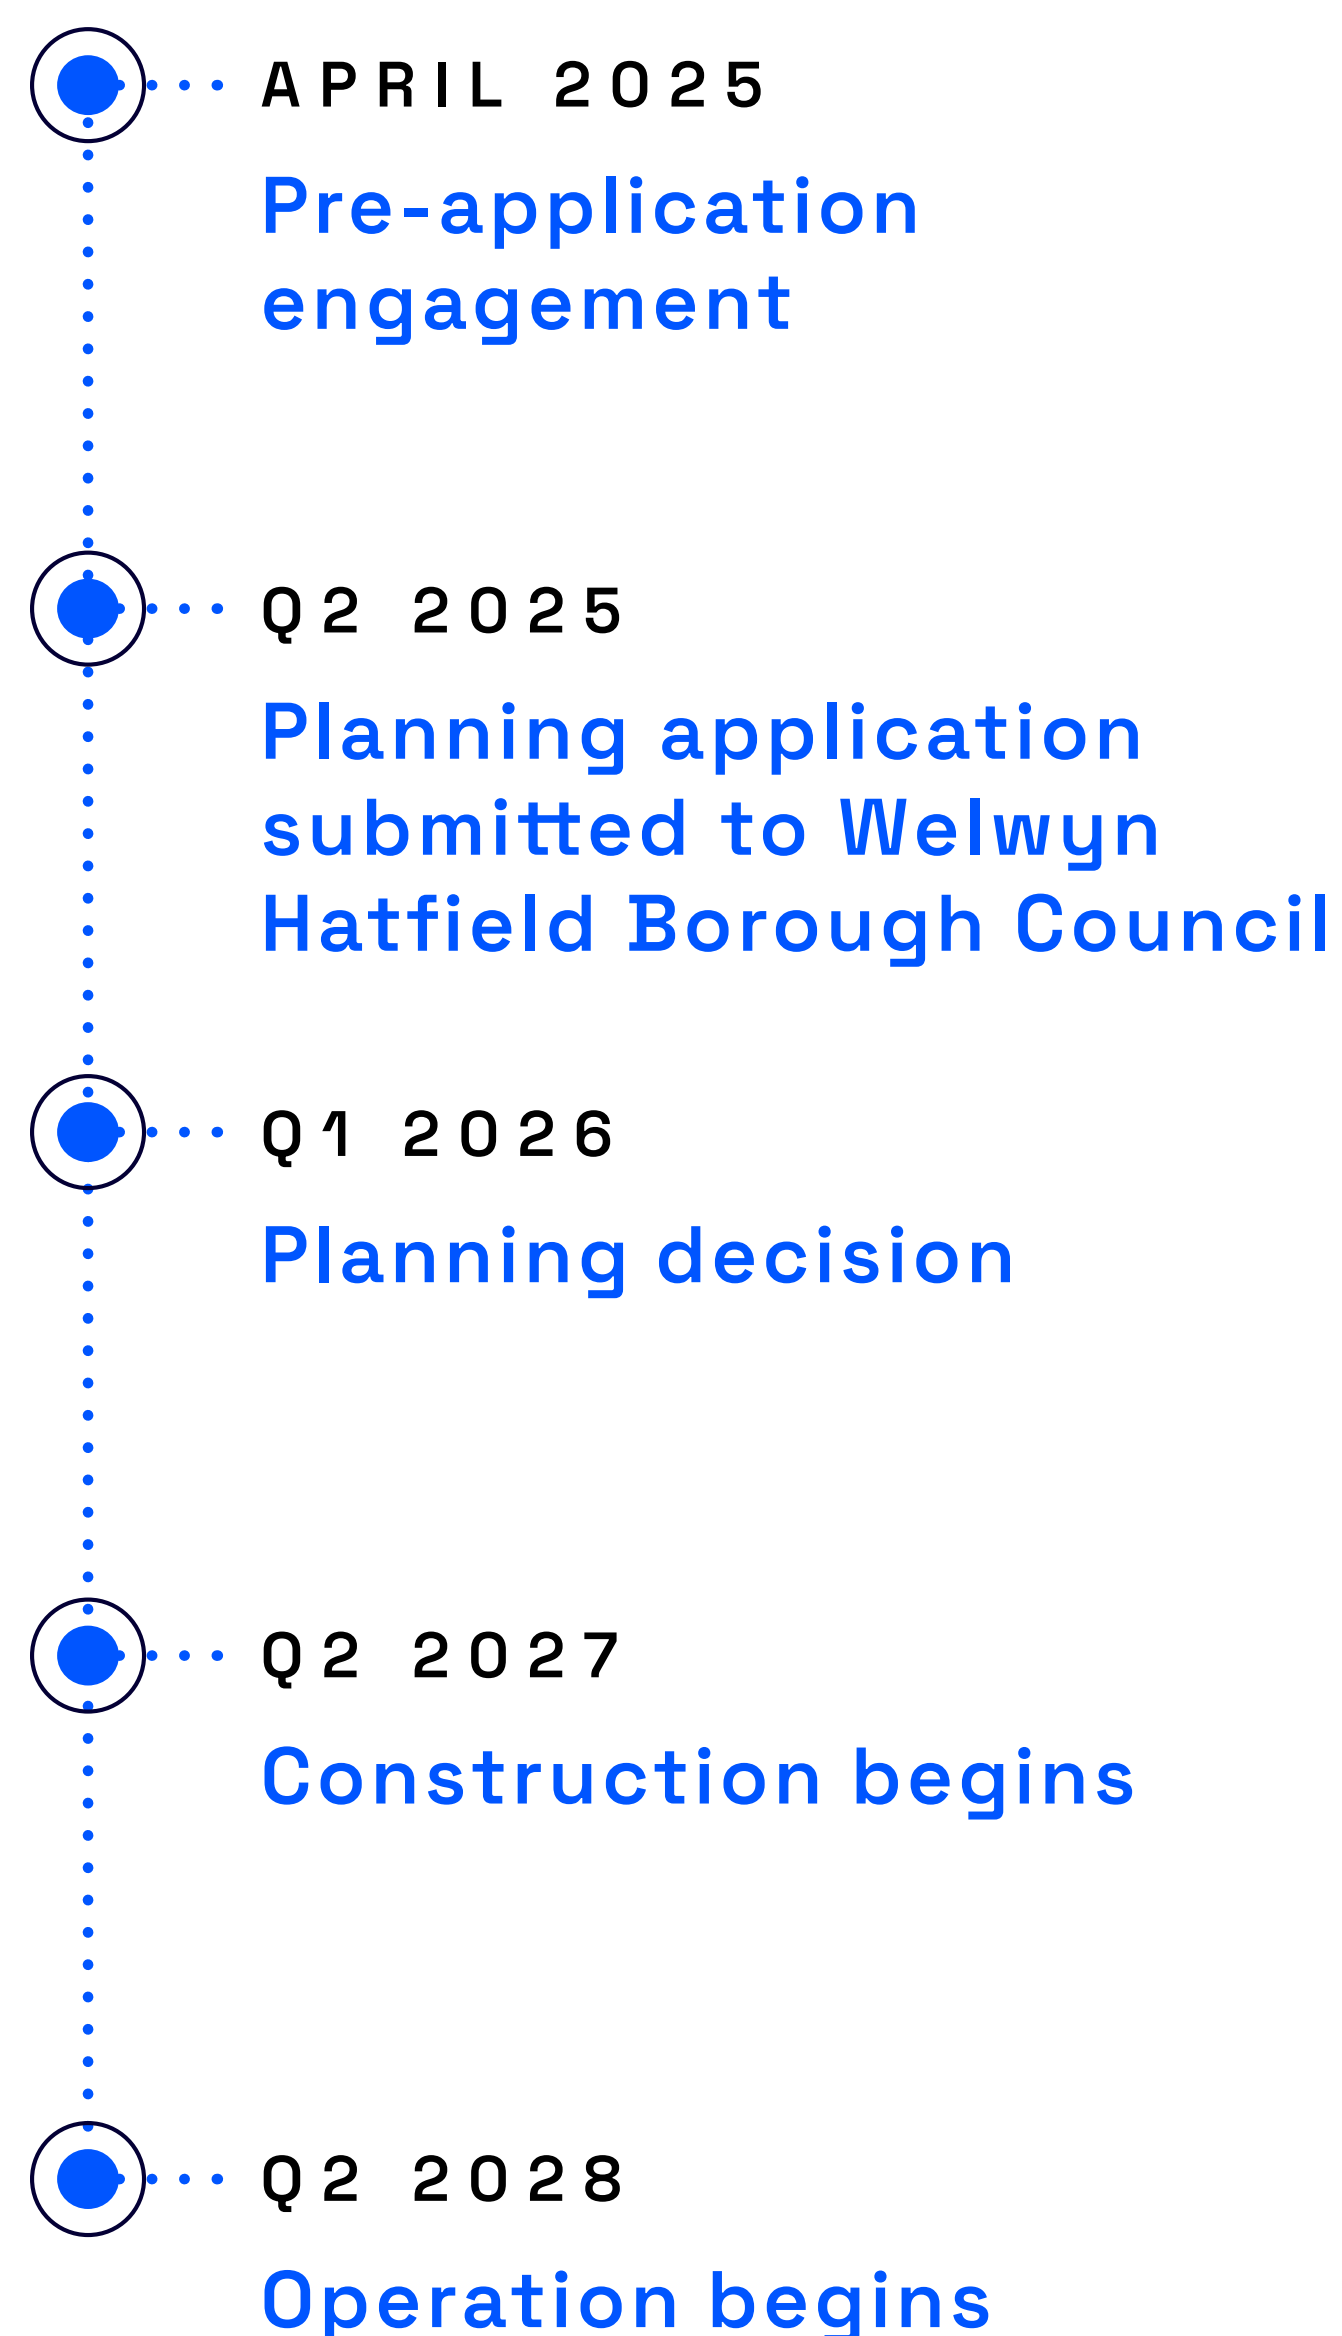 APRIL 2025
Pre-application
engagement
Q2 2025
Planning application
submitted to Welwyn
Hatfield Borough Council
Q1 2026
Planning decision
Q2 2027
Construction begins
Q2 2028
Operation begins